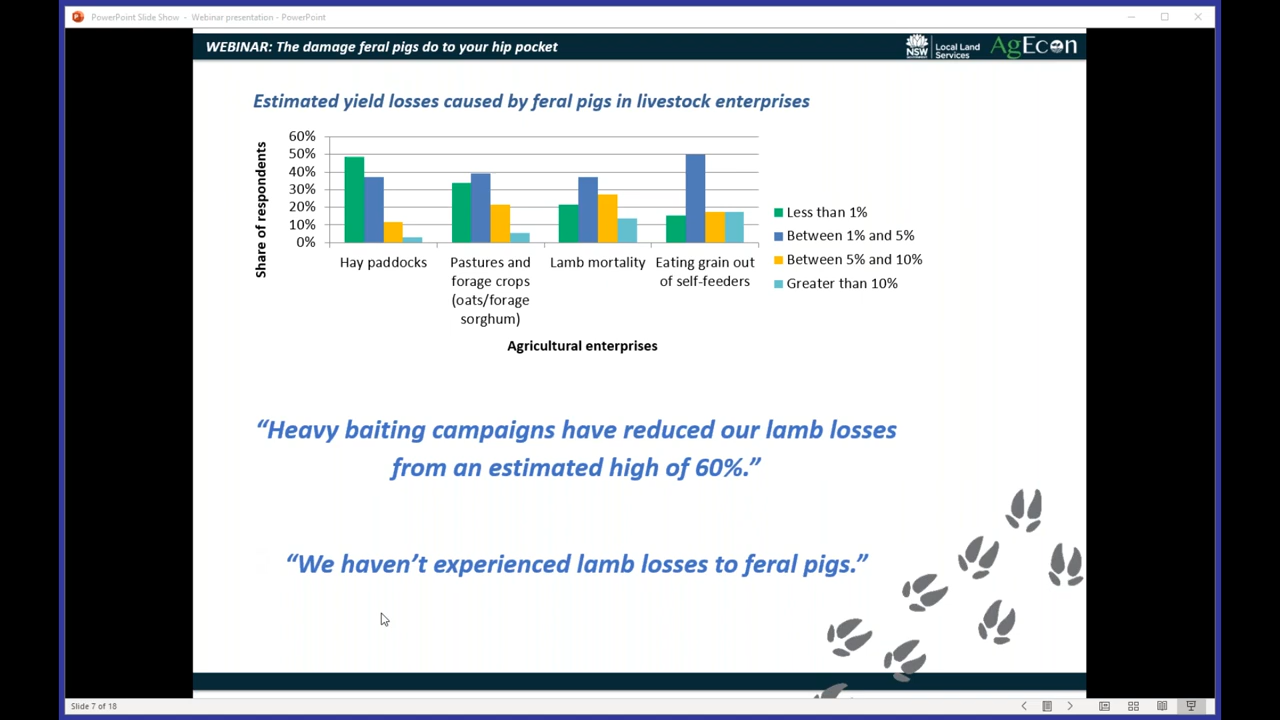 PowerPoint Slide Show - Webinar presentation - PowerPoint
WEBINAR: The damage feral pigs do to your hip pocket
NSW
Local Land
Services
AgEcon
Estimated yield losses caused by feral pigs in livestock enterprises
Share of respondents
60%
50%
40%
30%
20%
10%
0%
Hay paddocks
Pastures and
forage crops
(oats/forage
sorghum)
Lamb mortality
Eating grain out
of self-feeders
Agricultural enterprises
Less than 1%
Between 1% and 5%
Between 5% and 10%
Greater than 10%
“Heavy baiting campaigns have reduced our lamb losses
from an estimated high of 60%.”
“We haven’t experienced lamb losses to feral pigs.”
Slide 7 of 18